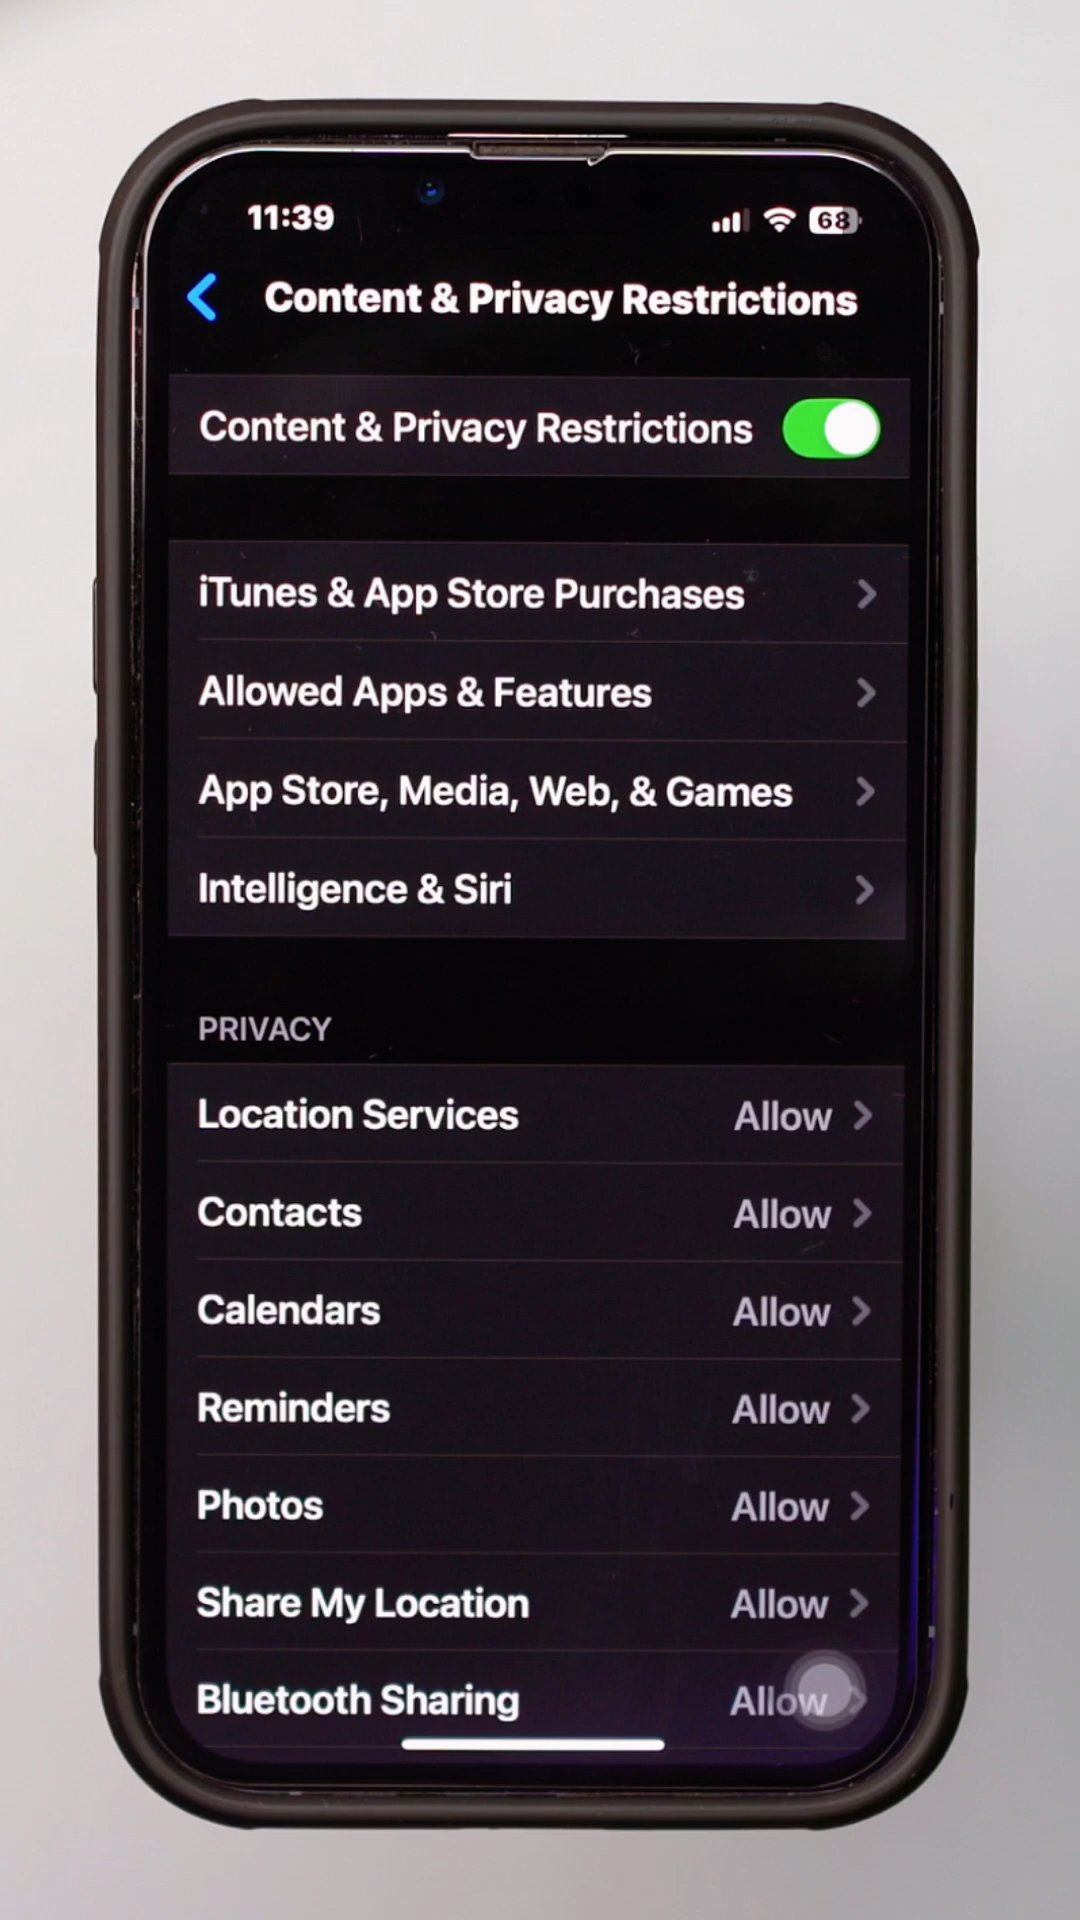 11:39
68
Content & Privacy Restrictions
Content & Privacy Restrictions
iTunes & App Store Purchases
Allowed Apps & Features
App Store, Media, Web, & Games
Intelligence & Siri
PRIVACY
Location Services Allow
Contacts Allow
Calendars Allow
Reminders Allow
Photos Allow
Share My Location Allow
Bluetooth Sharing Allow